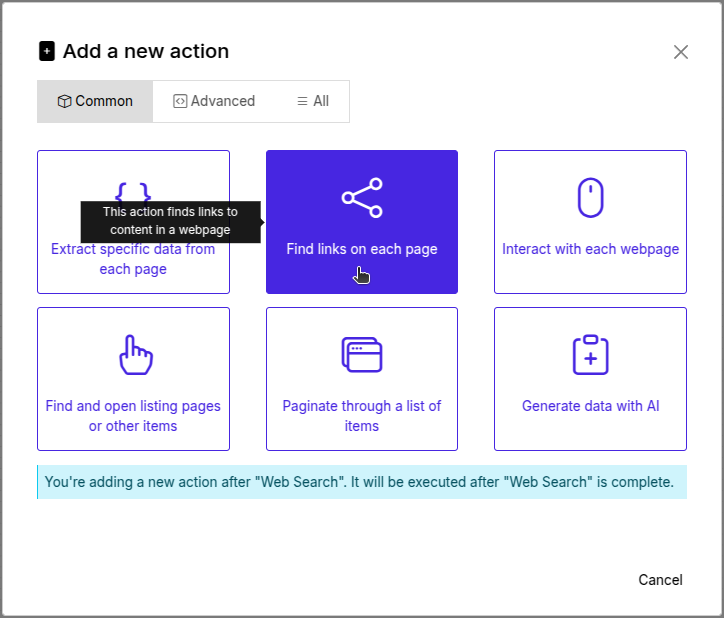 Add a new action
Common
Advanced
All
{ }
This action finds links to
content in a webpage
Extract specific data from
each page
Find links on each page
Interact with each webpage
Find and open listing pages
or other items
Paginate through a list of
items
Generate data with AI
You're adding a new action after "Web Search". It will be executed after "Web Search" is complete.
Cancel